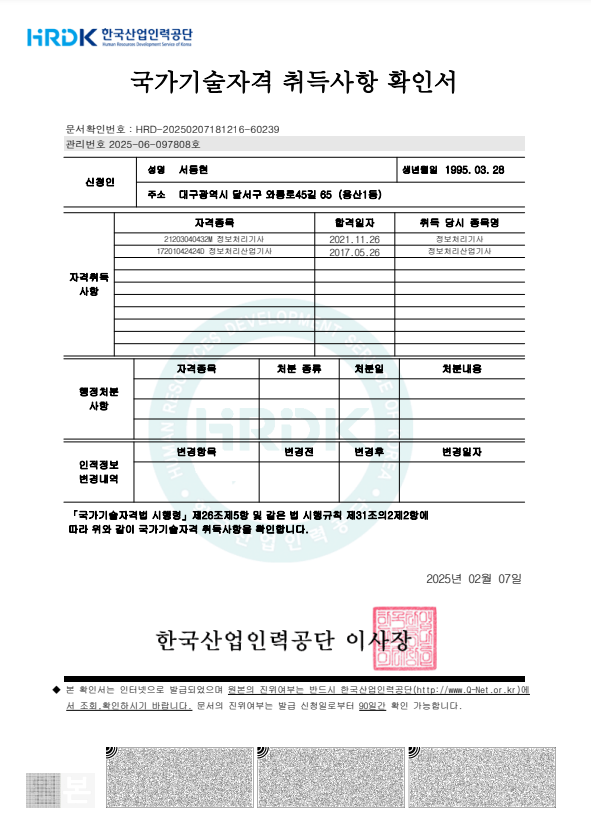 HRDK 한국산업인력공단
Human Resources Development Service of Korea
국가기술자격 취득사항 확인서
문서확인번호 : HRD-20250207181216-60239
관리번호 2025-06-097808호
신청인
성명 서동현 생년월일 1995. 03. 28
주소 대구광역시 달서구 와룡로45길 65 (용산1동)
자격취득
사항
자격종목 합격일자 취득 당시 종목명
21203040432M 정보처리기사 2021.11.26 정보처리기사
17201042424D 정보처리산업기사 2017.05.26 정보처리산업기사
행정처분
사항
자격종목 처분 종류 처분일 처분내용
인적정보
변경내역
변경항목 변경전 변경후 변경일자
HUMAN RESOURCES DEVELOPMENT SERVICE OF KOREA
HRDK
산업인력공
「국가기술자격법 시행령」 제26조제5항 및 같은 법 시행규칙 제31조의2제2항에
따라 위와 같이 국가기술자격 취득사항을 확인합니다.
2025년 02월 07일
한국산업인력공단 이사장
◆ 본 확인서는 인터넷으로 발급되었으며 원본의 진위여부는 반드시 한국산업인력공단(http://www.Q-Net.or.kr)에
서 조회,확인하시기 바랍니다. 문서의 진위여부는 발급 신청일로부터 90일간 확인 가능합니다.
본